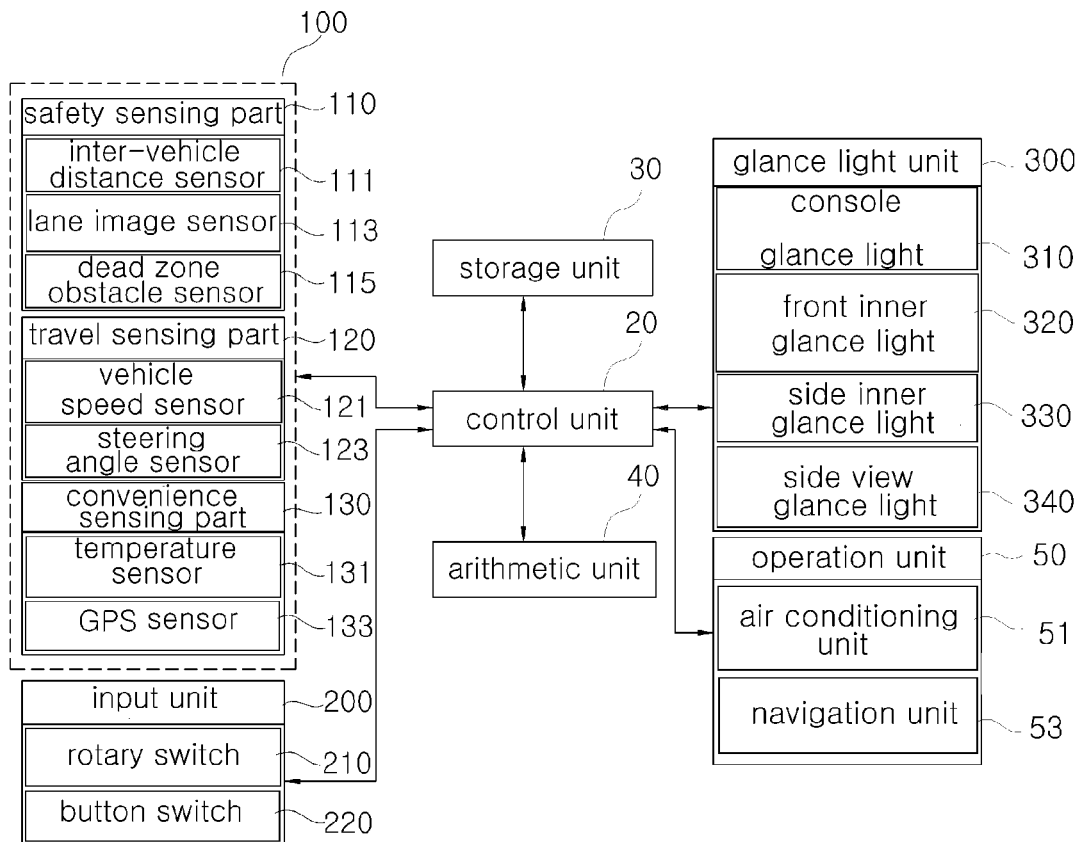 100
safety sensing part
110
inter-vehicle
distance sensor
111
lane image sensor
113
dead zone
obstacle sensor
115
travel sensing part
120
vehicle
speed sensor
121
steering
angle sensor
123
convenience
sensing part
130
temperature
sensor
131
GPS sensor
133
input unit
200
rotary switch
210
button switch
220
30
storage unit
20
control unit
40
arithmetic unit
glance light unit
300
console
glance light
310
front inner
glance light
320
side inner
glance light
330
side view
glance light
340
operation unit
50
air conditioning
unit
51
navigation unit
53